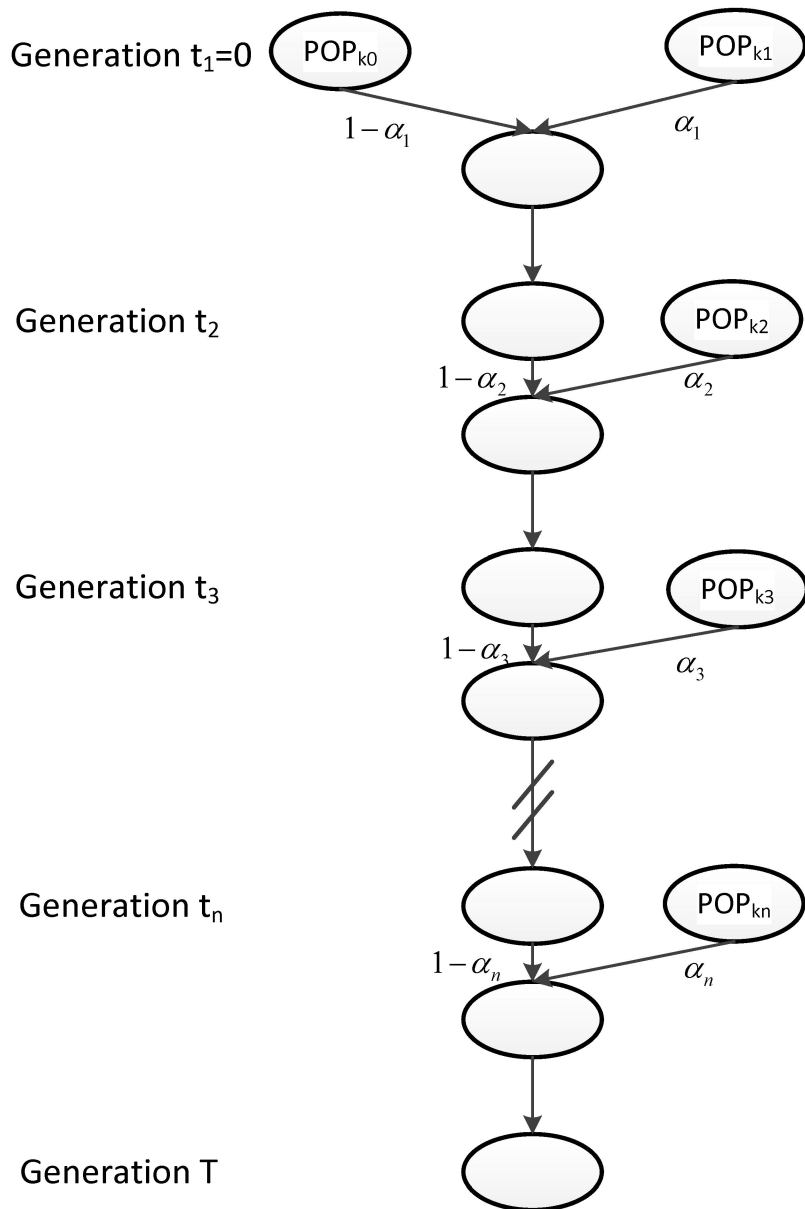 Generation t₁=0 POPₖ₀ POPₖ₁
1−α₁ α₁
Generation t₂ POPₖ₂
1−α₂ α₂
Generation t₃ POPₖ₃
1−α₃ α₃
Generation tₙ POPₖₙ
1−αₙ αₙ
Generation T